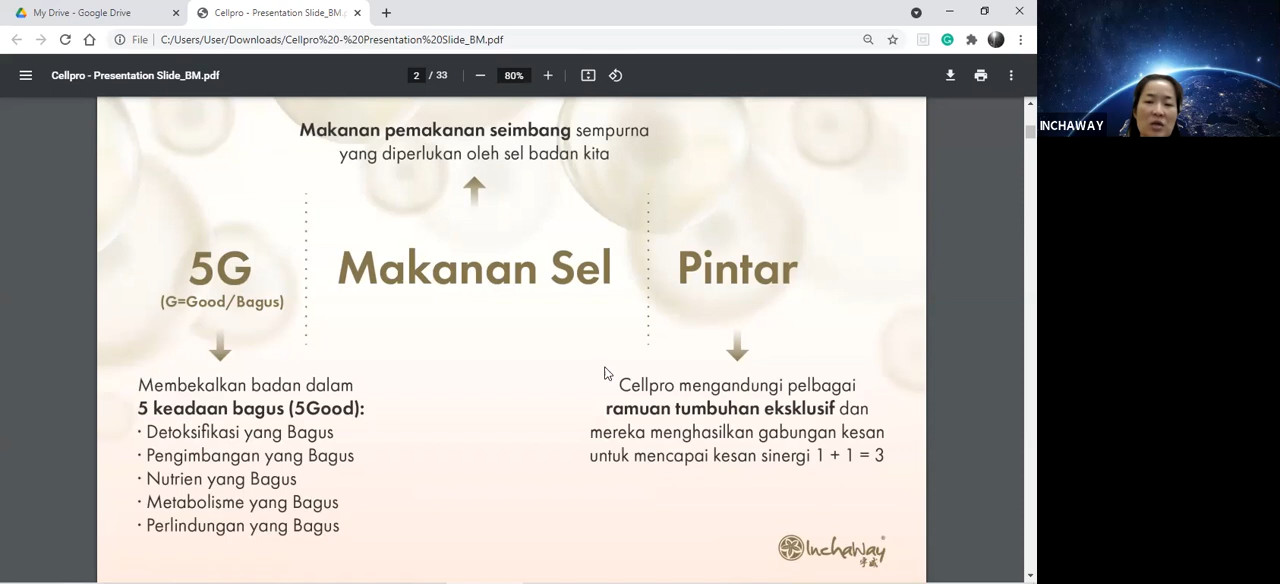 My Drive - Google Drive
Cellpro - Presentation Slide_BM.p
File
C:/Users/User/Downloads/Cellpro%20-%20Presentation%20Slide_BM.pdf
Cellpro - Presentation Slide_BM.pdf
2 / 33
80%
INCHAWAY
Makanan pemakanan seimbang sempurna
yang diperlukan oleh sel badan kita
5G
(G=Good/Bagus)
Makanan Sel
Pintar
Membekalkan badan dalam
5 keadaan bagus (5Good):
· Detoksifikasi yang Bagus
· Pengimbangan yang Bagus
· Nutrien yang Bagus
· Metabolisme yang Bagus
· Perlindungan yang Bagus
Cellpro mengandungi pelbagai
ramuan tumbuhan eksklusif dan
mereka menghasilkan gabungan kesan
untuk mencapai kesan sinergi 1 + 1 = 3
InchaWay
宇威